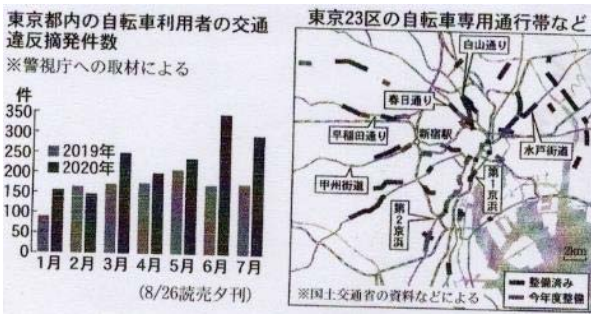 東京都内の自転車利用者の交通
違反摘発件数
※警視庁への取材による
件
350
300
250
200
150
100
50
0
2019年
2020年
1月 2月 3月 4月 5月 6月 7月
(8/26読売夕刊)
東京23区の自転車専用通行帯など
白山通り
春日通り
早稲田通り
新宿駅
水戸街道
甲州街道
第1京浜
第2京浜
2km
整備済み
今年度整備
※国土交通省の資料などによる